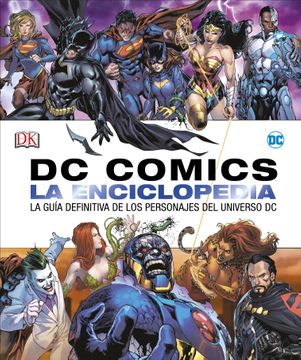 DK
DC
DC COMICS
LA ENCICLOPEDIA
LA GUÍA DEFINITIVA DE LOS PERSONAJES DEL UNIVERSO DC